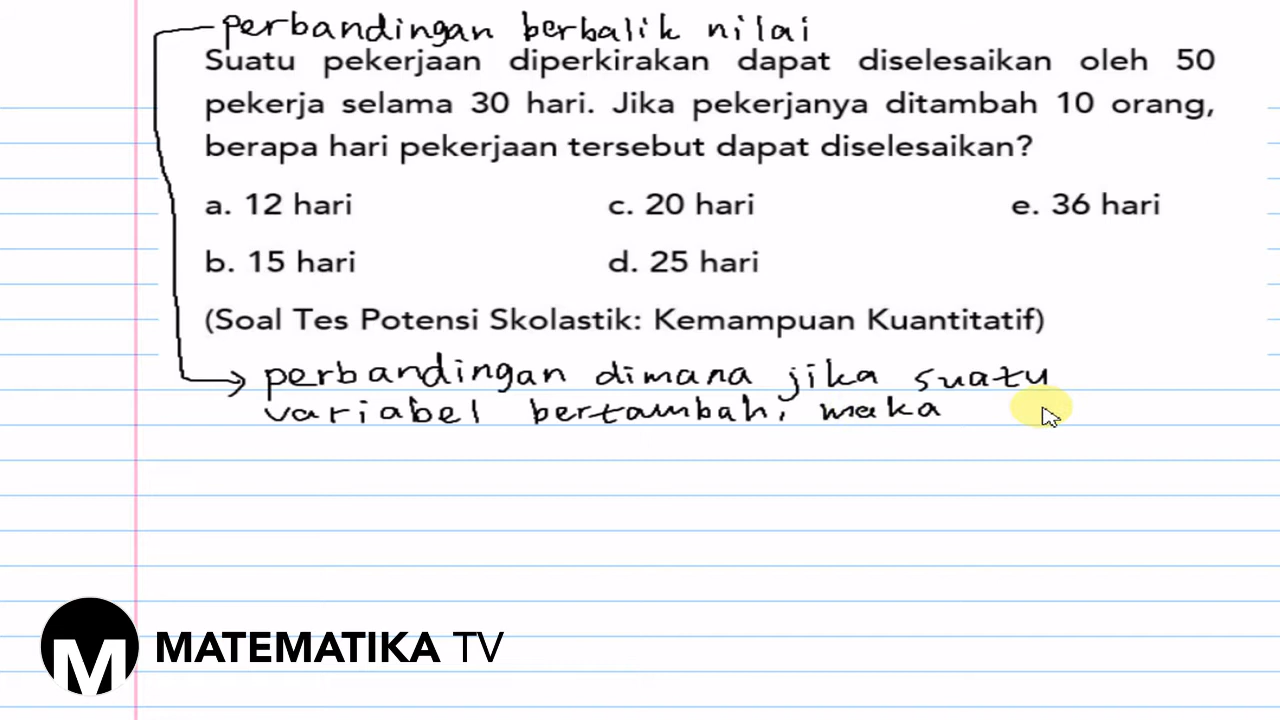 perbandingan berbalik nilai
Suatu pekerjaan diperkirakan dapat diselesaikan oleh 50
pekerja selama 30 hari. Jika pekerjanya ditambah 10 orang,
berapa hari pekerjaan tersebut dapat diselesaikan?
a. 12 hari c. 20 hari e. 36 hari
b. 15 hari d. 25 hari
(Soal Tes Potensi Skolastik: Kemampuan Kuantitatif)
perbandingan dimana jika suatu
variabel bertambah, maka
M MATEMATIKA TV